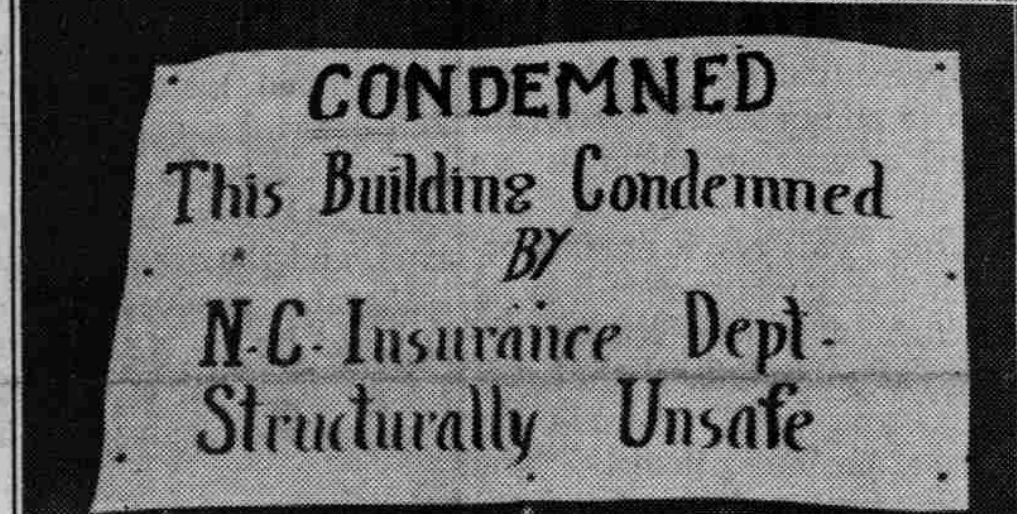 CONDEMNED
This Building Condemned
BY
N.C. Insurance Dept.
Structurally Unsafe